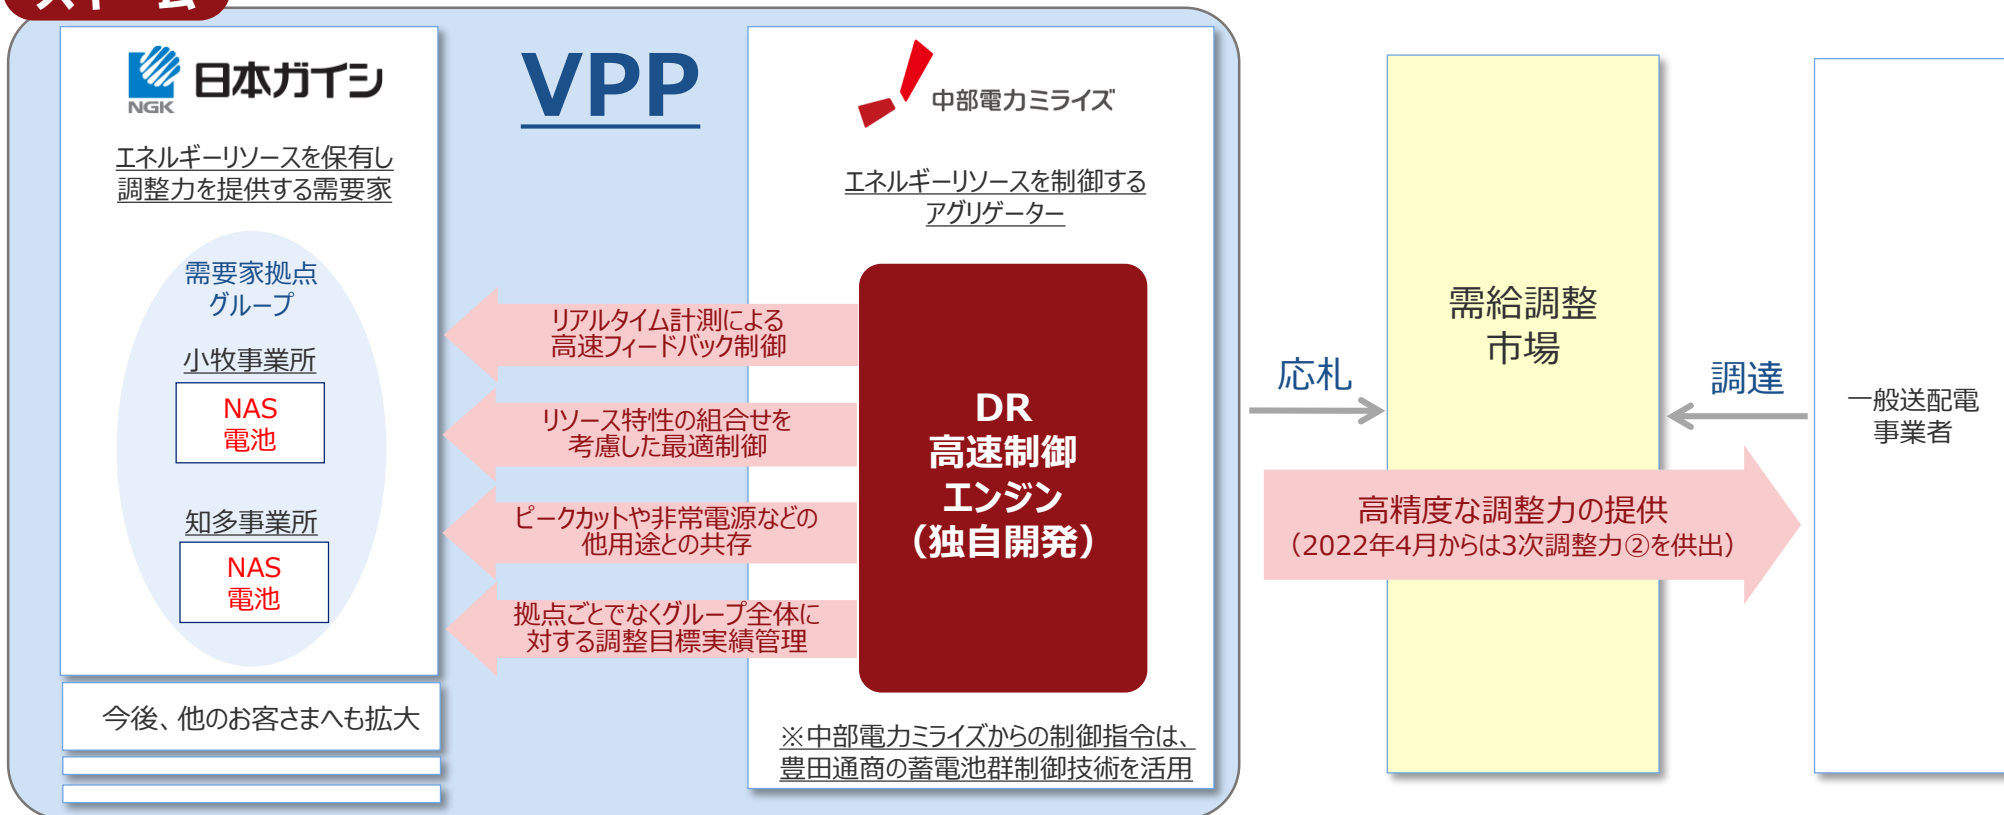 スキーム
NGK
日本ガイシ
エネルギーリソースを保有し
調整力を提供する需要家
需要家拠点
グループ
小牧事業所
NAS
電池
知多事業所
NAS
電池
今後、他のお客さまへも拡大
VPP
リアルタイム計測による
高速フィードバック制御
リソース特性の組合せを
考慮した最適制御
ピークカットや非常電源などの
他用途との共存
拠点ごとでなくグループ全体に
対する調整目標実績管理
中部電力ミライズ
エネルギーリソースを制御する
アグリゲーター
DR
高速制御
エンジン
（独自開発）
※中部電力ミライズからの制御指令は、
豊田通商の蓄電池群制御技術を活用
応札
需給調整
市場
調達
一般送配電
事業者
高精度な調整力の提供
（2022年4月からは3次調整力②を供出）